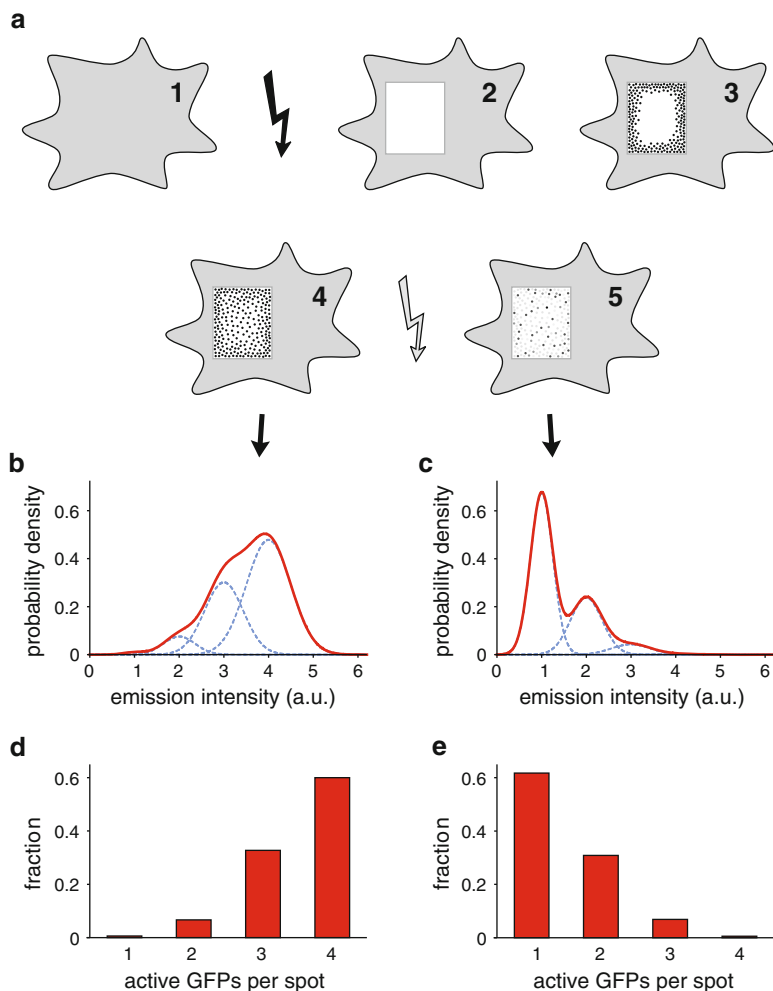 a
1
2
3
4
5
b
probability density
0.6
0.4
0.2
0
0 1 2 3 4 5 6
emission intensity (a.u.)
c
probability density
0.6
0.4
0.2
0
0 1 2 3 4 5 6
emission intensity (a.u.)
d
fraction
0.6
0.4
0.2
0
1 2 3 4
active GFPs per spot
e
fraction
0.6
0.4
0.2
0
1 2 3 4
active GFPs per spot